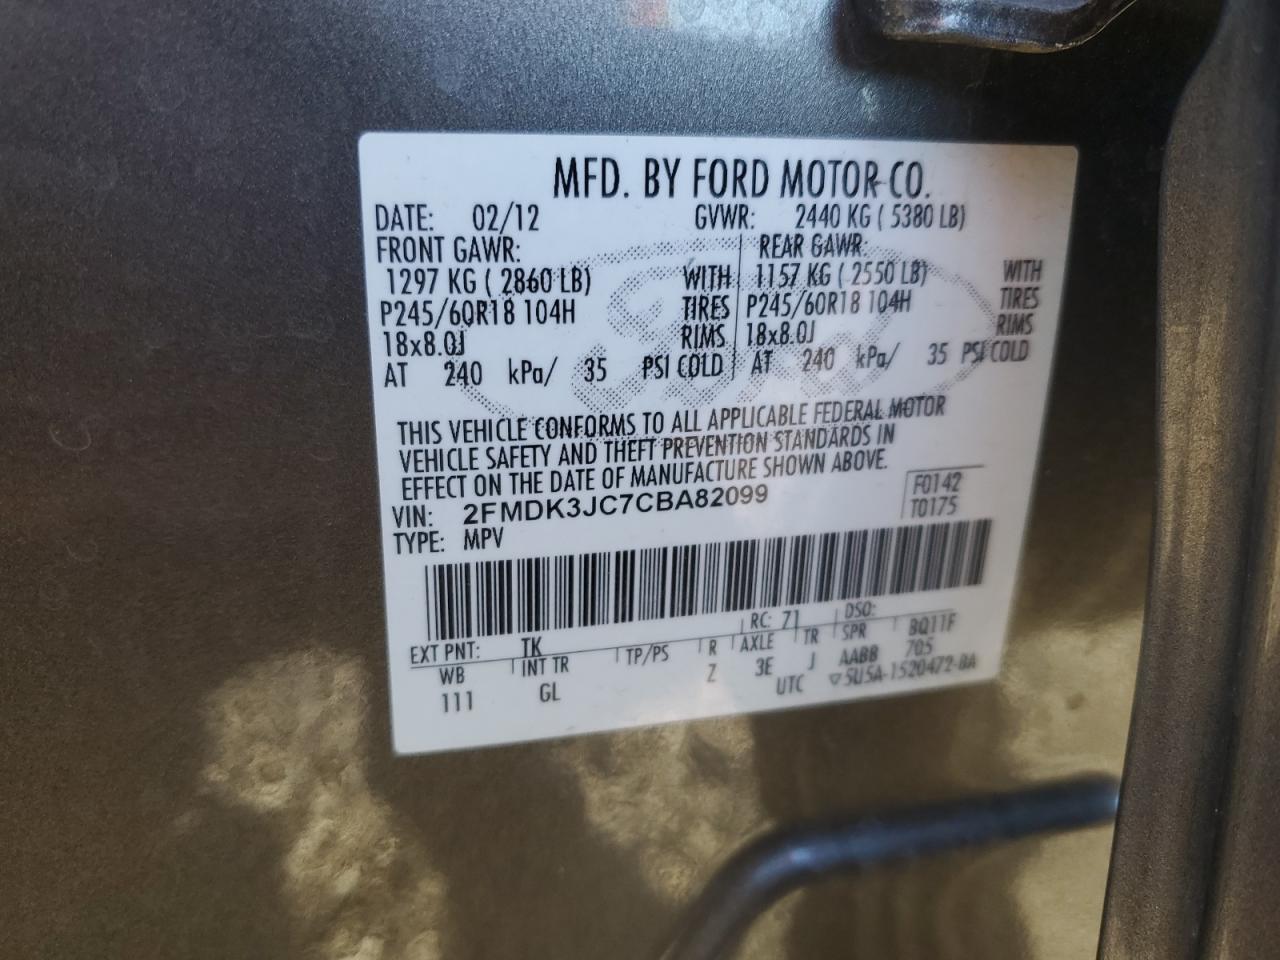 MFD. BY FORD MOTOR CO.
DATE: 02/12 GVWR: 2440 KG ( 5380 LB)
FRONT GAWR: REAR GAWR:
1297 KG ( 2860 LB) WITH 1157 KG ( 2550 LB) WITH
P245/60R18 104H TIRES P245/60R18 104H TIRES
18x8.0J RIMS 18x8.0J RIMS
AT 240 kPa/ 35 PSI COLD AT 240 kPa/ 35 PSI COLD
THIS VEHICLE CONFORMS TO ALL APPLICABLE FEDERAL MOTOR
VEHICLE SAFETY AND THEFT PREVENTION STANDARDS IN
EFFECT ON THE DATE OF MANUFACTURE SHOWN ABOVE.
VIN: 2FMDK3JC7CBA82099 F0142
TYPE: MPV T0175
EXT PNT: TK RC: 71 DSO:
WB INT TR TP/PS R AXLE TR SPR BQ11F
111 GL Z 3E J AABB 705
UTC ▽5U5A-1520472-BA